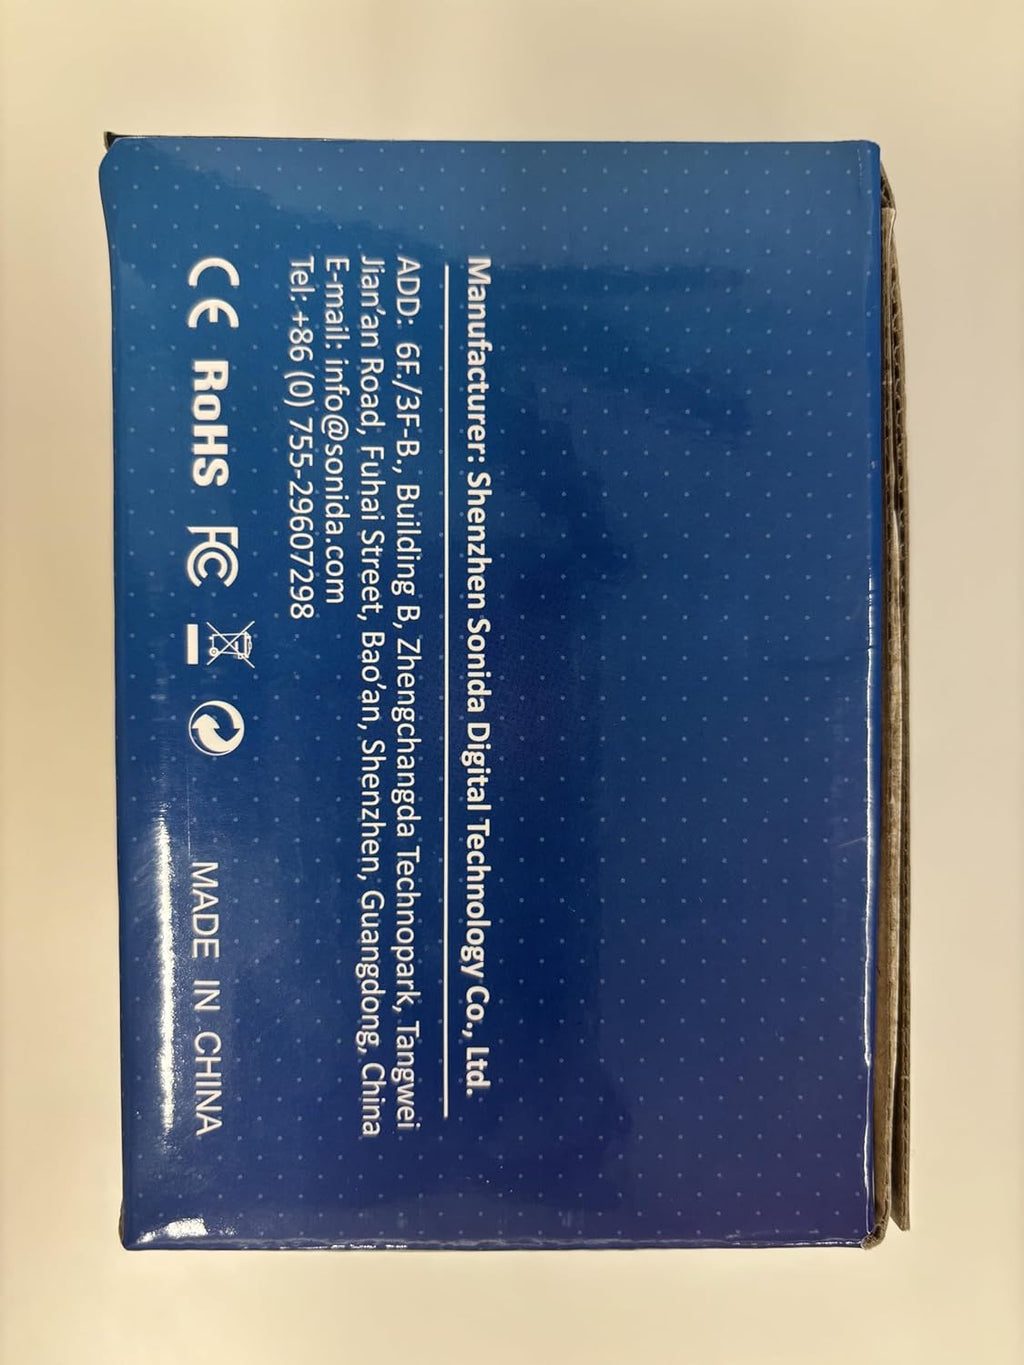 Manufacturer: Shenzhen Sonida Digital Technology Co., Ltd.
ADD: 6F./3F-B., Building B, Zhengchangda Technopark, Tangwei
Jian’an Road, Fuhai Street, Bao’an, Shenzhen, Guangdong, China
E-mail: info@sonida.com
Tel: +86 (0) 755-29607298
CE RoHS FC MADE IN CHINA